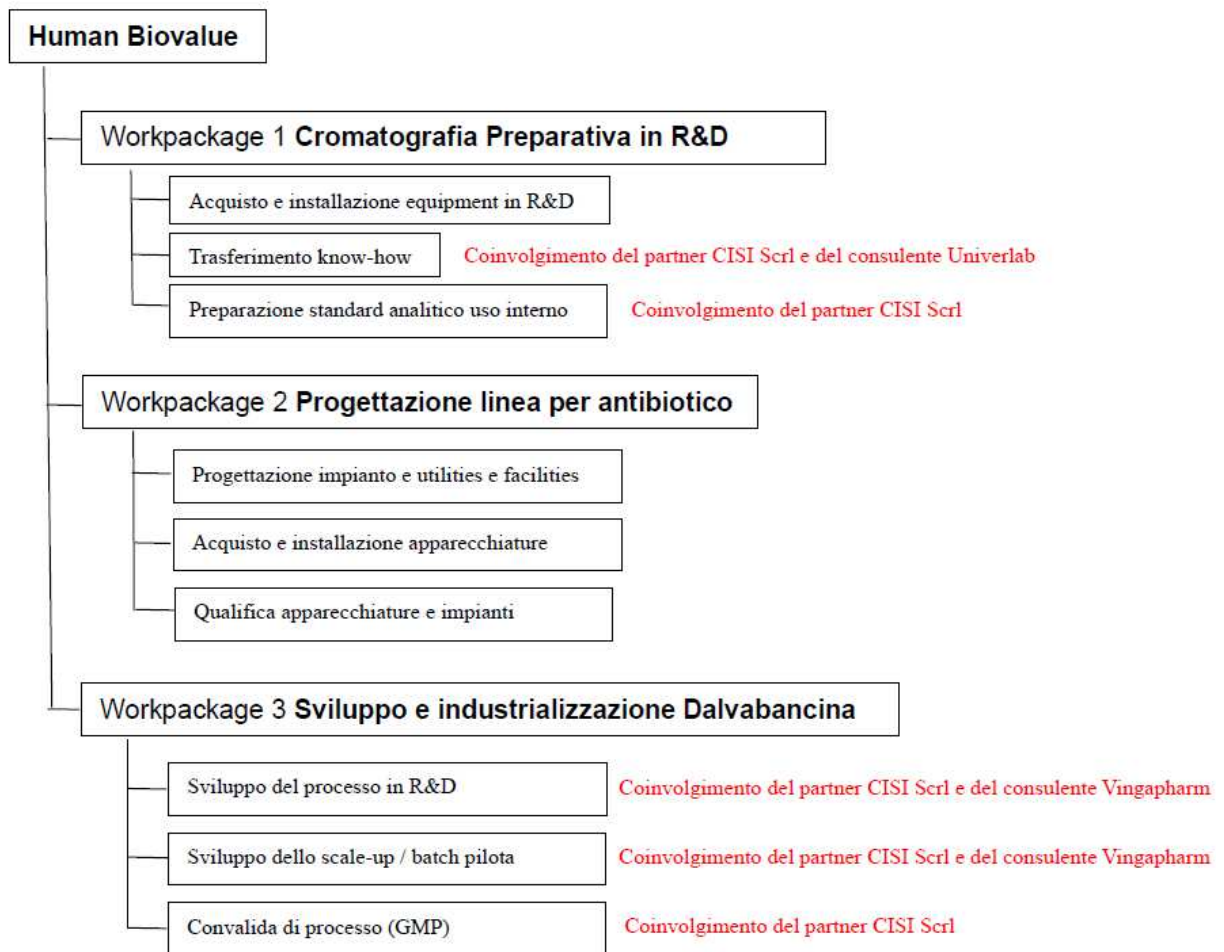 Human Biovalue
Workpackage 1 Cromatografia Preparativa in R&D
Acquisto e installazione equipment in R&D
Trasferimento know-how Coinvolgimento del partner CISI Scrl e del consulente Univerlab
Preparazione standard analitico uso interno Coinvolgimento del partner CISI Scrl
Workpackage 2 Progettazione linea per antibiotico
Progettazione impianto e utilities e facilities
Acquisto e installazione apparecchiature
Qualifica apparecchiature e impianti
Workpackage 3 Sviluppo e industrializzazione Dalvabancina
Sviluppo del processo in R&D Coinvolgimento del partner CISI Scrl e del consulente Vingapharm
Sviluppo dello scale-up / batch pilota Coinvolgimento del partner CISI Scrl e del consulente Vingapharm
Convalida di processo (GMP) Coinvolgimento del partner CISI Scrl